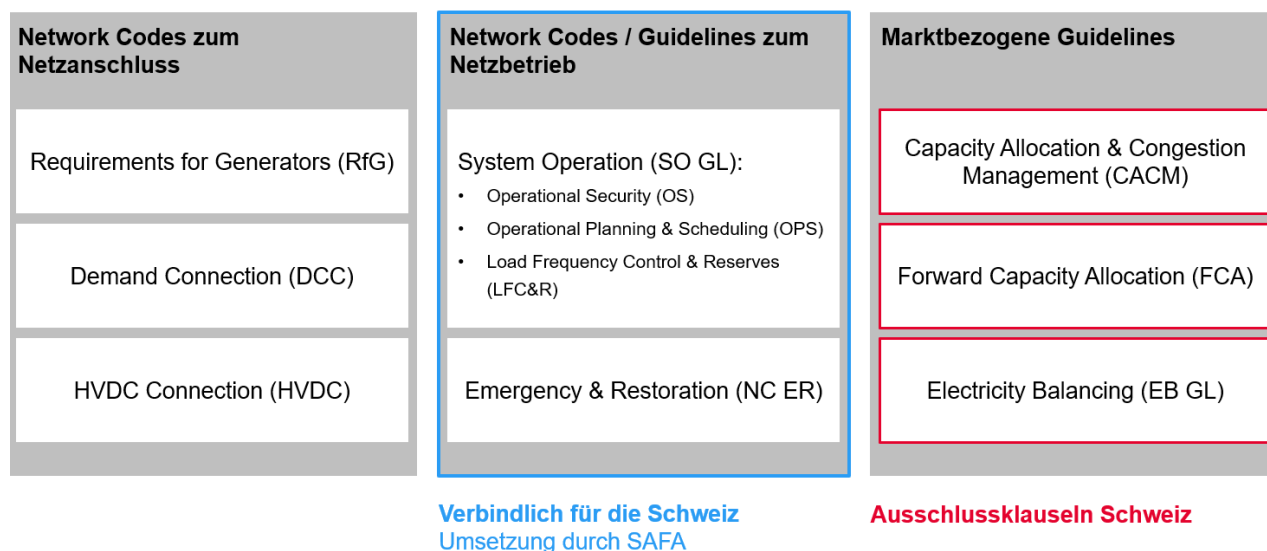 Network Codes zum
Netzanschluss
Requirements for Generators (RfG)
Demand Connection (DCC)
HVDC Connection (HVDC)
Network Codes / Guidelines zum
Netzbetrieb
System Operation (SO GL):
• Operational Security (OS)
• Operational Planning & Scheduling (OPS)
• Load Frequency Control & Reserves
(LFC&R)
Emergency & Restoration (NC ER)
Verbindlich für die Schweiz
Umsetzung durch SAFA
Marktbezogene Guidelines
Capacity Allocation & Congestion
Management (CACM)
Forward Capacity Allocation (FCA)
Electricity Balancing (EB GL)
Ausschlussklauseln Schweiz